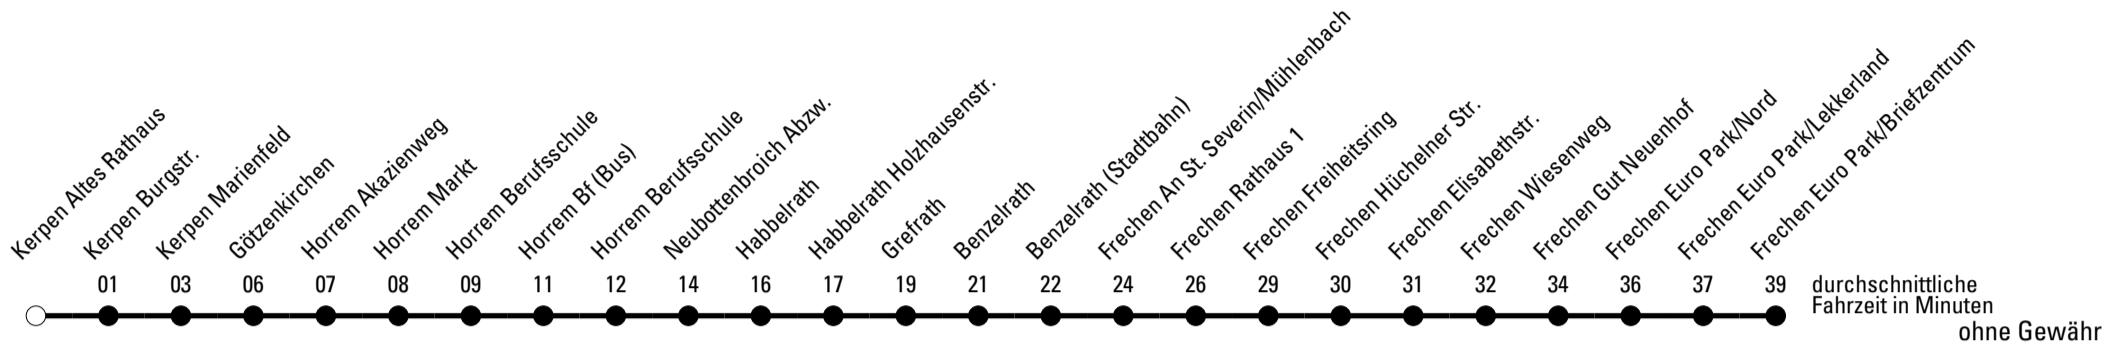 Kerpen Altes Rathaus
Kerpen Burgstr.
Kerpen Marienfeld
Götzenkirchen
Horrem Akazienweg
Horrem Markt
Horrem Berufsschule
Horrem Bf (Bus)
Horrem Berufsschule
Neubottenbroich Abzw.
Habbelrath
Habbelrath Holzhausenstr.
Grefrath
Benzelrath
Benzelrath (Stadtbahn)
Frechen An St. Severin/Mühlenbach
Frechen Rathaus 1
Frechen Freiheitsring
Frechen Hüchelner Str.
Frechen Elisabethstr.
Frechen Wiesenweg
Frechen Gut Neuenhof
Frechen Euro Park/Nord
Frechen Euro Park/Lekkerland
Frechen Euro Park/Briefzentrum
01 03 06 07 08 09 11 12 14 16 17 19 21 22 24 26 29 30 31 32 34 36 37 39
durchschnittliche
Fahrzeit in Minuten
ohne Gewähr